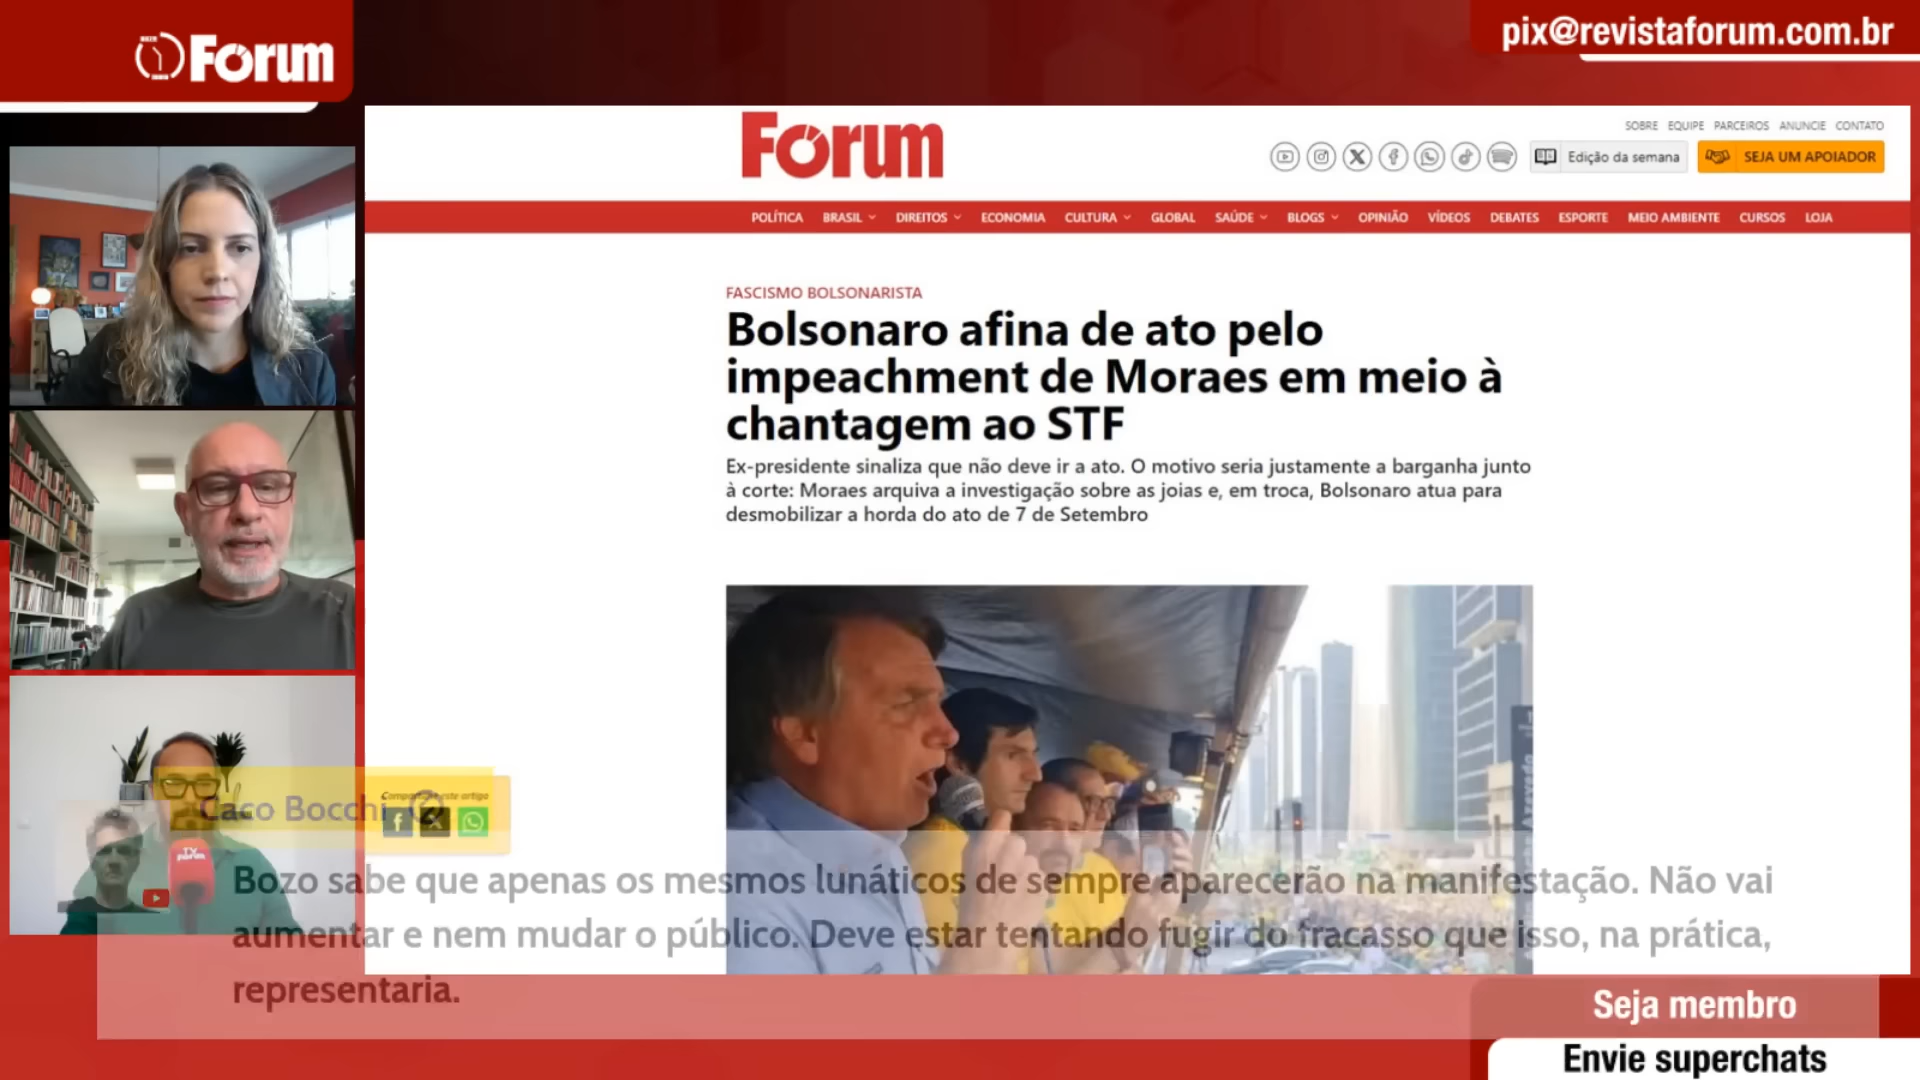 Forum
pix@revistaforum.com.br
Forum
SOBRE EQUIPE PARCEIROS ANUNCIE CONTATO
Edição da semana
SEJA UM APOIADOR
POLÍTICA BRASIL DIREITOS ECONOMIA CULTURA GLOBAL SAÚDE BLOGS OPINIÃO VÍDEOS DEBATES ESPORTE MEIO AMBIENTE CURSOS LOJA
FASCISMO BOLSONARISTA
Bolsonaro afina de ato pelo
impeachment de Moraes em meio à
chantagem ao STF
Ex-presidente sinaliza que não deve ir a ato. O motivo seria justamente a barganha junto
à corte: Moraes arquiva a investigação sobre as joias e, em troca, Bolsonaro atua para
desmobilizar a horda do ato de 7 de Setembro
este artigo
Caco Bocchi
TV
Forum
Bozo sabe que apenas os mesmos lunáticos de sempre aparecerão na manifestação. Não vai
aumentar e nem mudar o público. Deve estar tentando fugir do fracasso que isso, na prática,
representaria.
Seja membro
Envie superchats